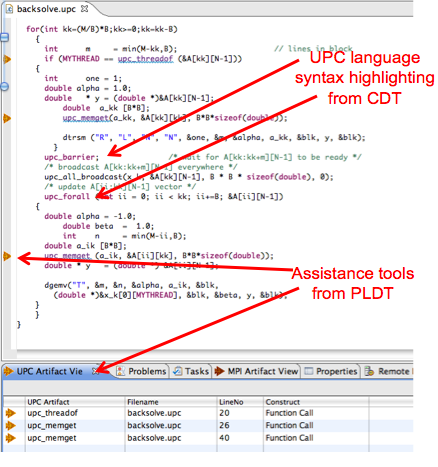 backsolve.upc
for(int kk=(M/B)*B;kk>=0;kk=kk-B)
{
int m = min(M-kk,B); // lines in block
if (MYTHREAD == upc_threadof (&A[kk][N-1]))
{
int one = 1;
double alpha = 1.0;
double * y = (double *)&A[kk][N-1];
double a_kk [B*B];
upc_memget(a_kk, &A[kk][kk], B*B*sizeof(double));
dtrsm ("R", "L", "N", "N", &one, &m, &alpha, a_kk, &blk, y, &blk);
}
upc_barrier; /* wait for A[kk:kk+m][N-1] to be ready */
/* broadcast A[kk:kk+m][N-1] everywhere */
upc_all_broadcast(x_k, &A[kk][N-1], B * B * sizeof(double), 0);
/* update A[ii:kk][N-1] vector */
upc_forall (int ii = 0; ii < kk; ii+=B; &A[ii][N-1])
{
double alpha = -1.0;
double beta = 1.0;
int n = min(M-ii,B);
double a_ik [B*B];
upc_memget (a_ik, &A[ii][kk], B*B*sizeof(double));
double * y = (double *) &A[ii][N-1];
dgemv("T", &m, &n, &alpha, a_ik, &blk,
(double *)&x_k[0][MYTHREAD], &blk, &beta, y, &blk);
}
}
UPC language
syntax highlighting
from CDT
Assistance tools
from PLDT
UPC Artifact Vie Problems Tasks MPI Artifact View Properties Remote
UPC Artifact Filename LineNo Construct
upc_threadof backsolve.upc 20 Function Call
upc_memget backsolve.upc 26 Function Call
upc_memget backsolve.upc 40 Function Call